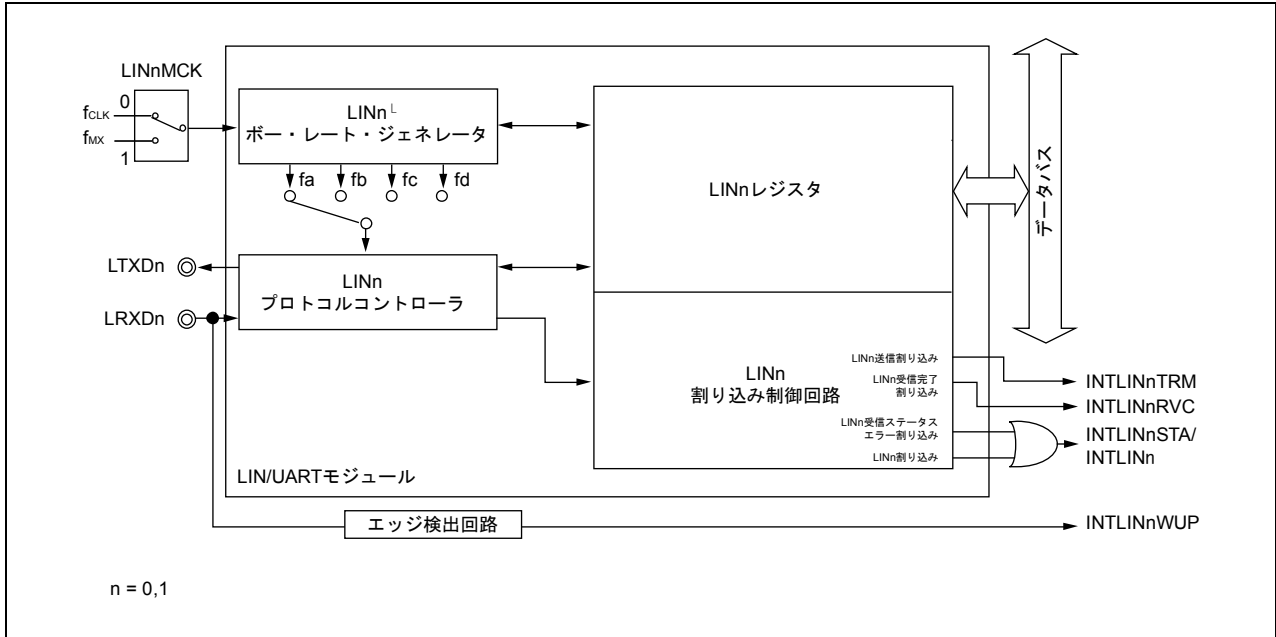 LINnMCK
0
fCLK
fMX
1
LINn
ボー・レート・ジェネレータ
fa
fb
fc
fd
LINnレジスタ
データバス
LTXDn
LRXDn
LINn
プロトコルコントローラ
LINn
割り込み制御回路
LINn送信割り込み
LINn受信完了
割り込み
LINn受信ステータス
エラー割り込み
LINn割り込み
INTLINnTRM
INTLINnRVC
INTLINnSTA/
INTLINn
LIN/UARTモジュール
エッジ検出回路
INTLINnWUP
n = 0,1